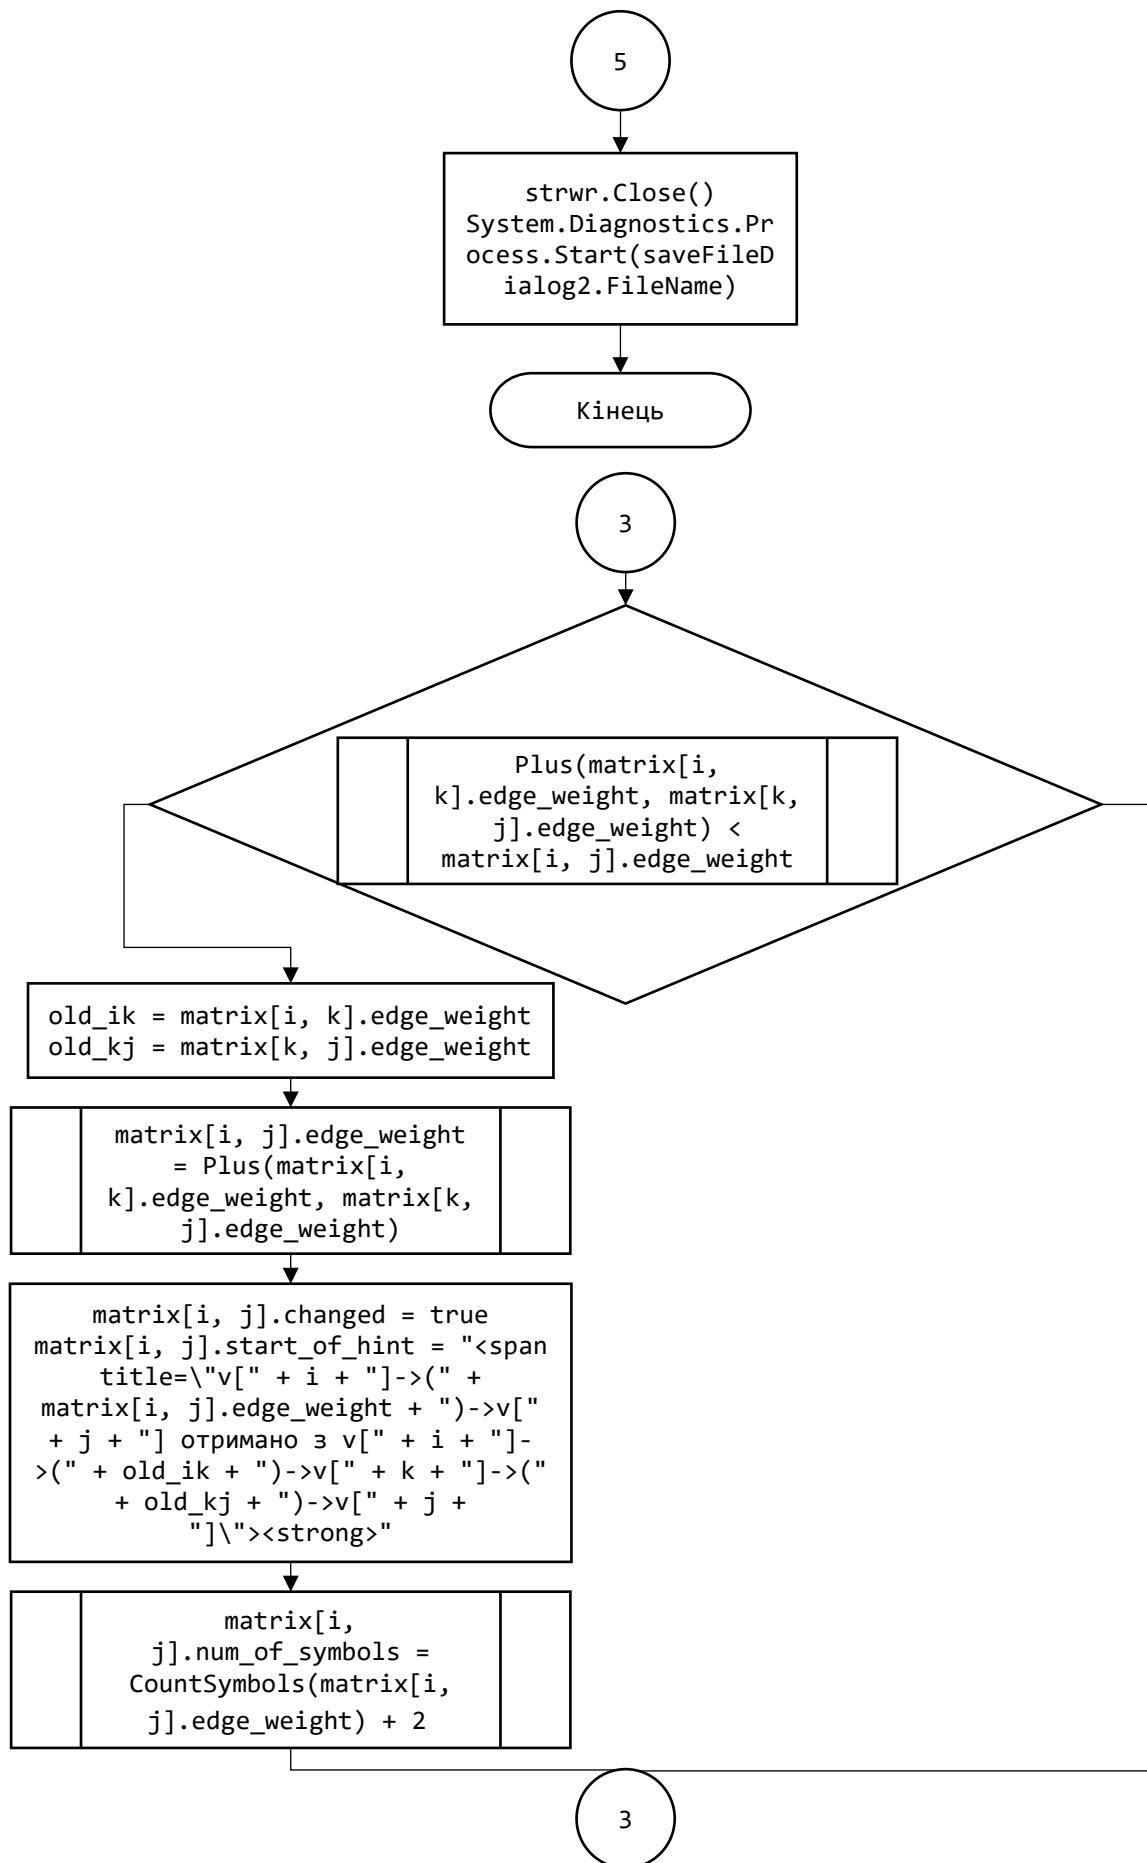 5
strwr.Close()
System.Diagnostics.Pr
ocess.Start(saveFileD
ialog2.FileName)
Кінець
3
Plus(matrix[i,
k].edge_weight, matrix[k,
j].edge_weight) <
matrix[i, j].edge_weight
old_ik = matrix[i, k].edge_weight
old_kj = matrix[k, j].edge_weight
matrix[i, j].edge_weight
= Plus(matrix[i,
k].edge_weight, matrix[k,
j].edge_weight)
matrix[i, j].changed = true
matrix[i, j].start_of_hint = "<span
title=\"v[" + i + "]->(" +
matrix[i, j].edge_weight + ")->v["
+ j + "] отримано з v[" + i + "]-
>(" + old_ik + ")->v[" + k + "]->("
+ old_kj + ")->v[" + j +
"]\"><strong>"
matrix[i,
j].num_of_symbols =
CountSymbols(matrix[i,
j].edge_weight) + 2
3